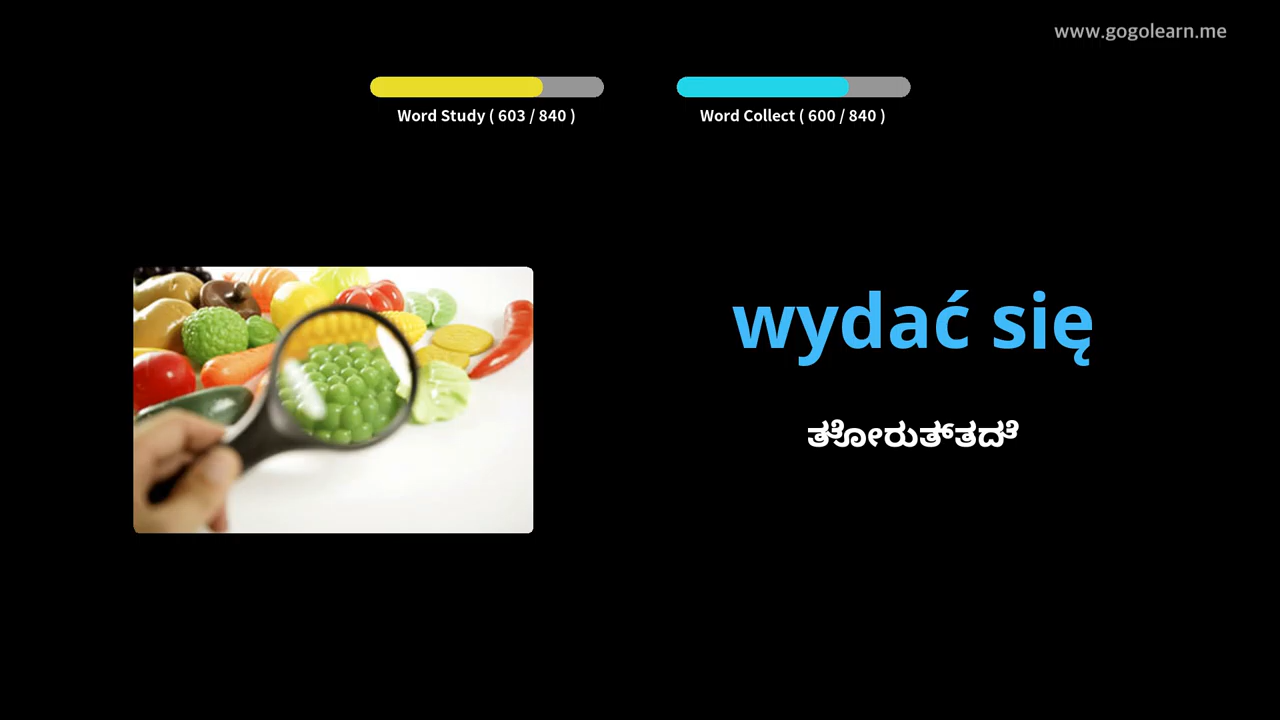 www.gogolearn.me
Word Study ( 603 / 840 )
Word Collect ( 600 / 840 )
wydać się
ತೋರುತ್ತದೆ